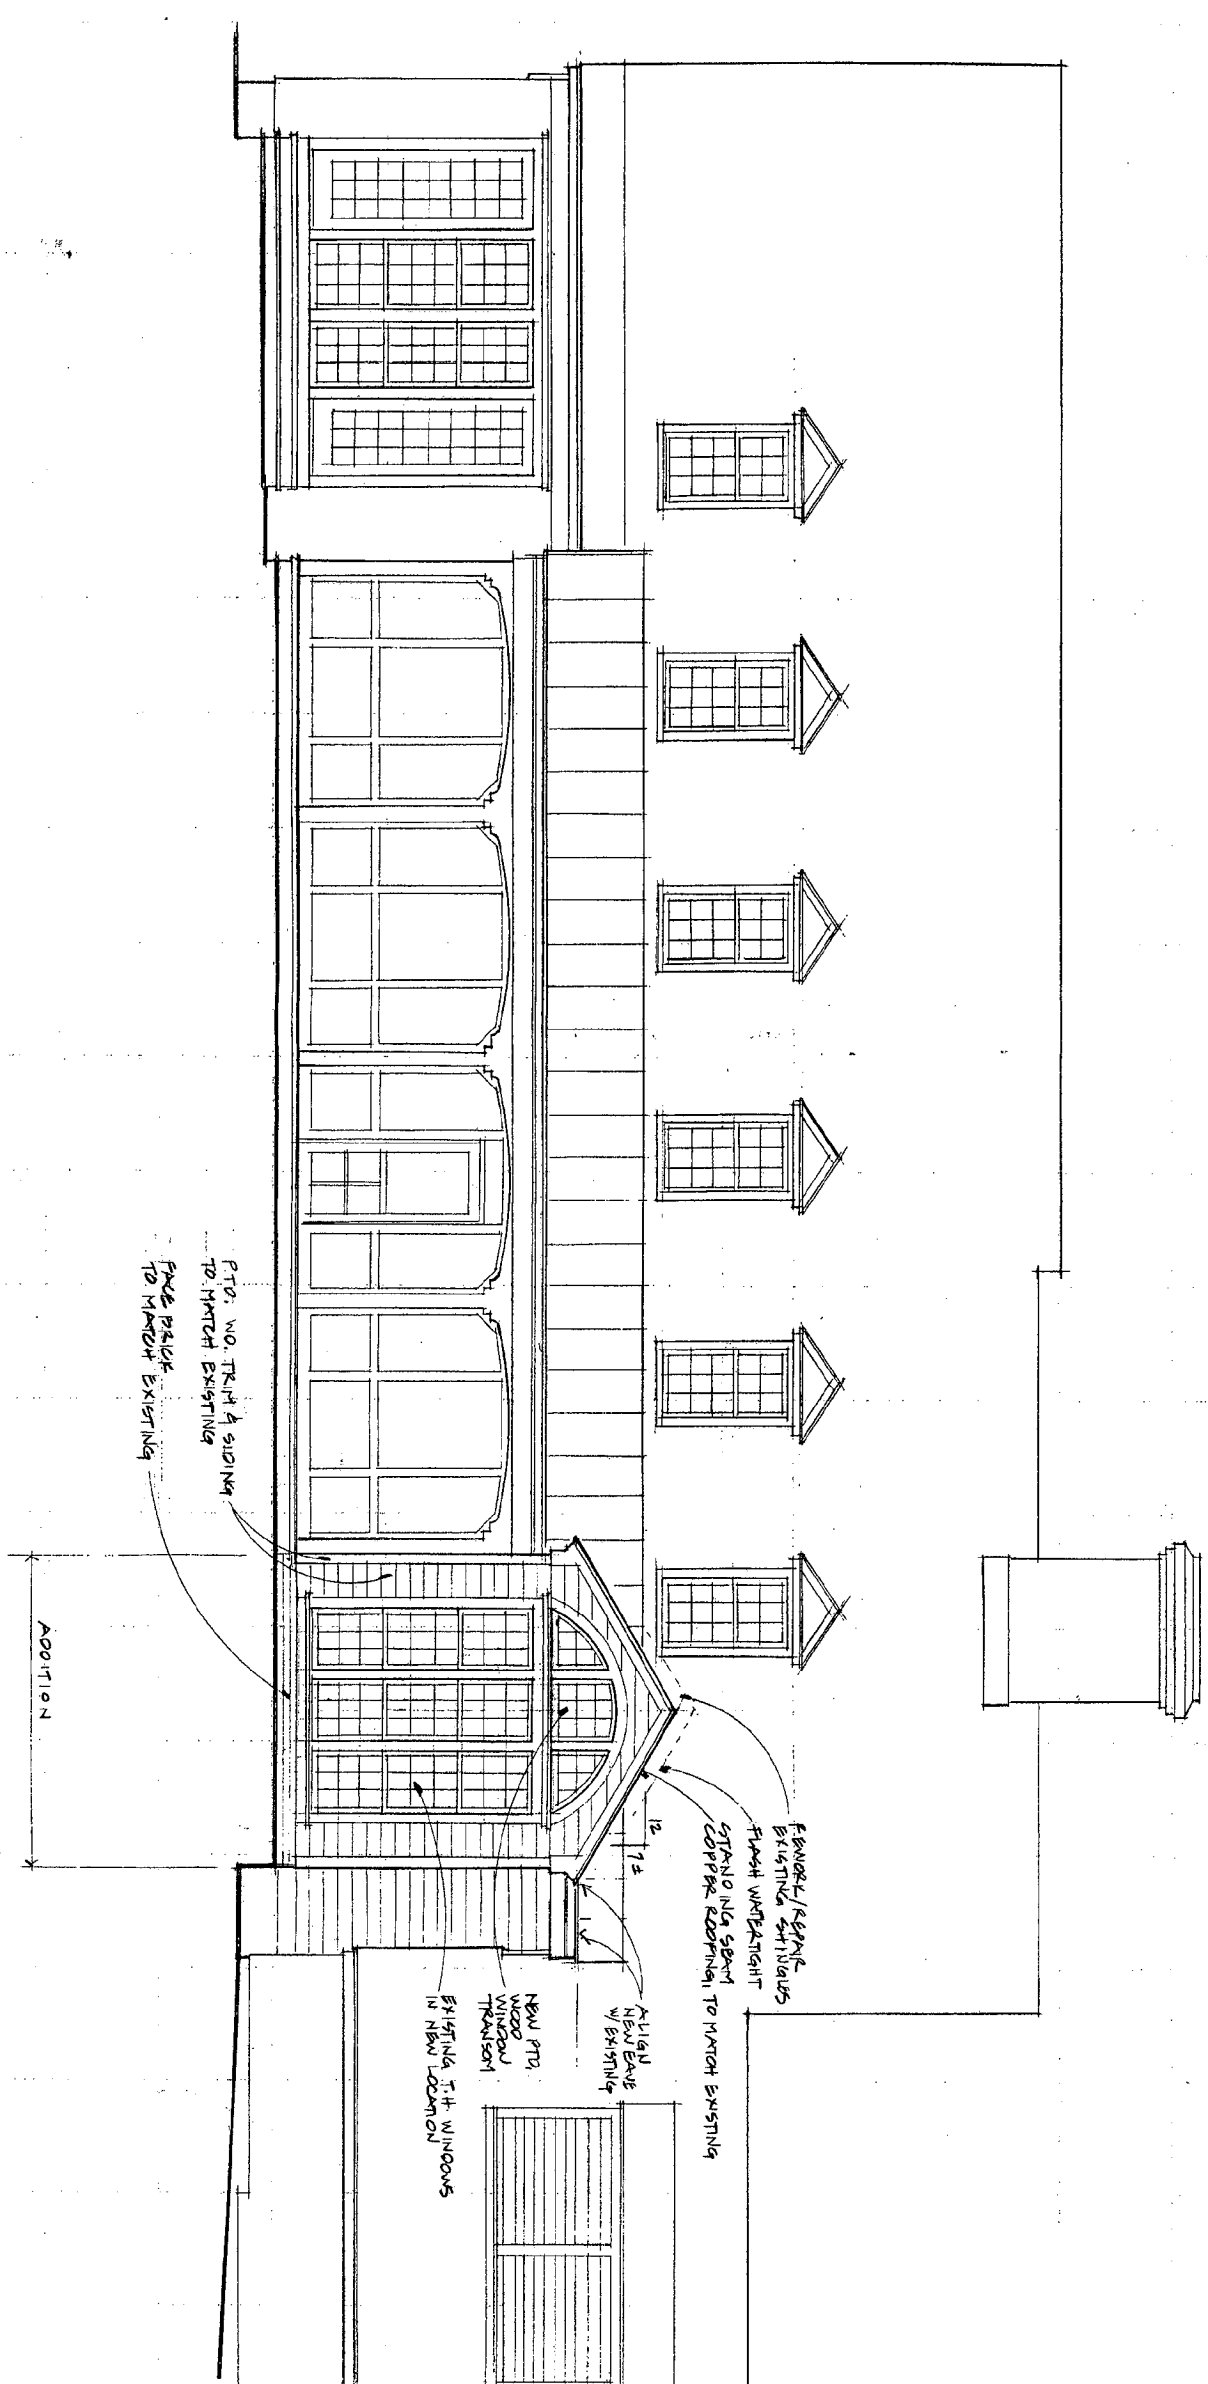 REWORK/REPAIR
EXISTING SHINGLES
FLASH WATERTIGHT
STANDING SEAM
COPPER ROOFING, TO MATCH EXISTING
12
7±
ALIGN
NEW EAVE
W/ EXISTING
NEW PTD.
WOOD
WINDOW
TRANSOM
EXISTING T.H. WINDOWS
IN NEW LOCATION
PTD. WD. TRIM & SIDING
TO MATCH EXISTING
FACE BRICK
TO MATCH EXISTING
ADDITION